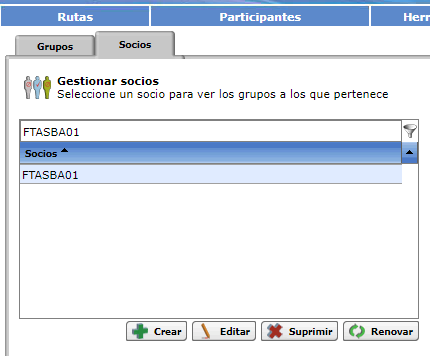 Rutas Participantes
Grupos Socios
Gestionar socios
Seleccione un socio para ver los grupos a los que pertenece
FTASBA01
Socios
FTASBA01
Crear Editar Suprimir Renovar